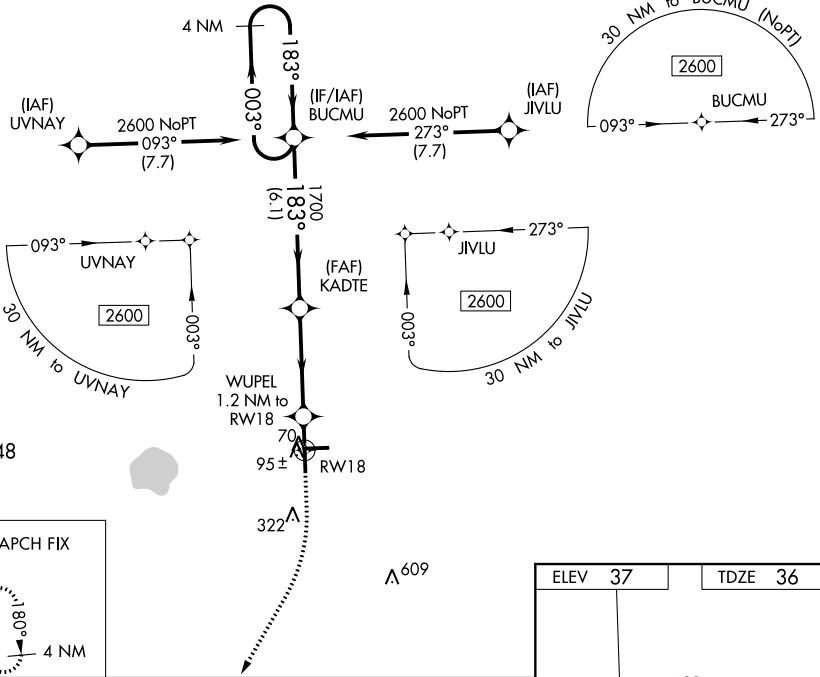 4 NM
183°
003°
(IAF)
UVNAY
2600 NoPT
093°
(7.7)
(IF/IAF)
BUCMU
2600 NoPT
273°
(7.7)
(IAF)
JIVLU
30 NM to BUCMU (NoPT)
2600
BUCMU
093°
273°
1700
183°
(6.1)
093°
UVNAY
2600
003°
30 NM to UVNAY
273°
JIVLU
2600
003°
30 NM to JIVLU
(FAF)
KADTE
WUPEL
1.2 NM to
RW18
70
95±
RW18
48
322
609
APCH FIX
180°
4 NM
ELEV 37
TDZE 36